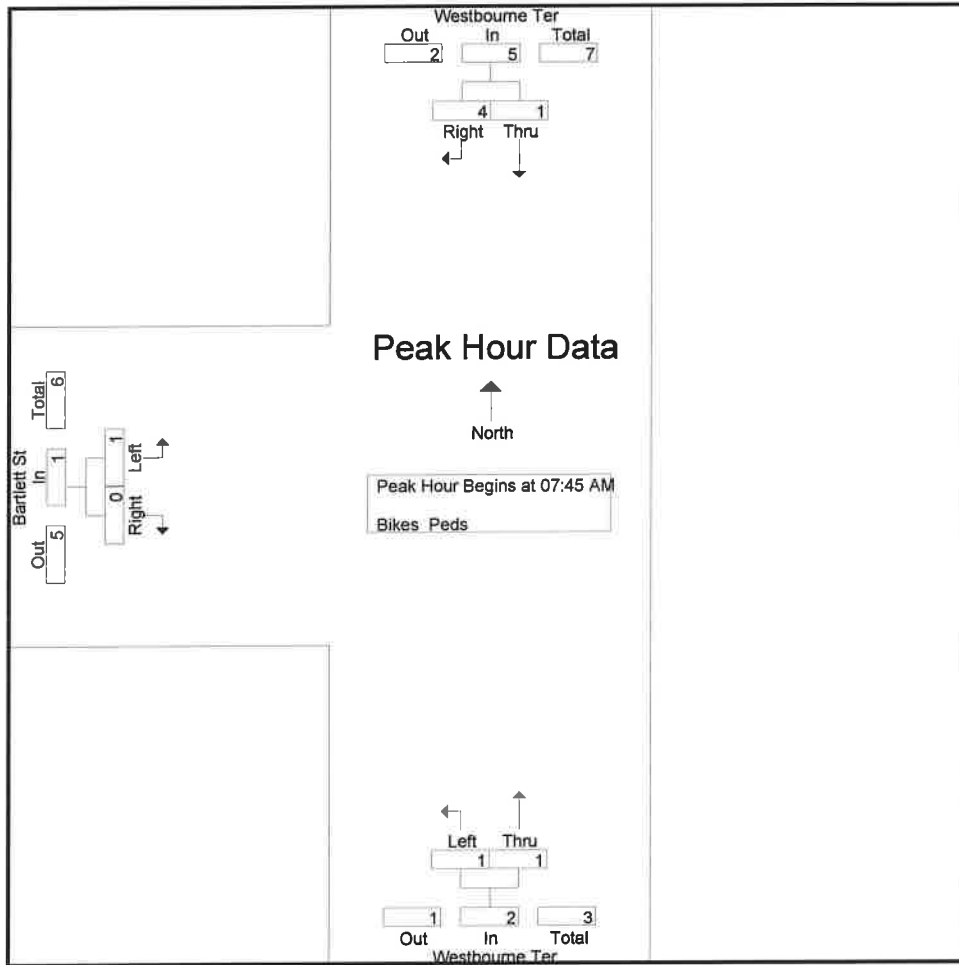 Westbourne Ter
Out In Total
2 5 7
4 1
Right Thru
Peak Hour Data
North
Peak Hour Begins at 07:45 AM
Bikes Peds
Bartlett St
Out In Total
5 1 6
0 1
Right Left
Left Thru
1 1
1 2 3
Out In Total
Westbourne Ter